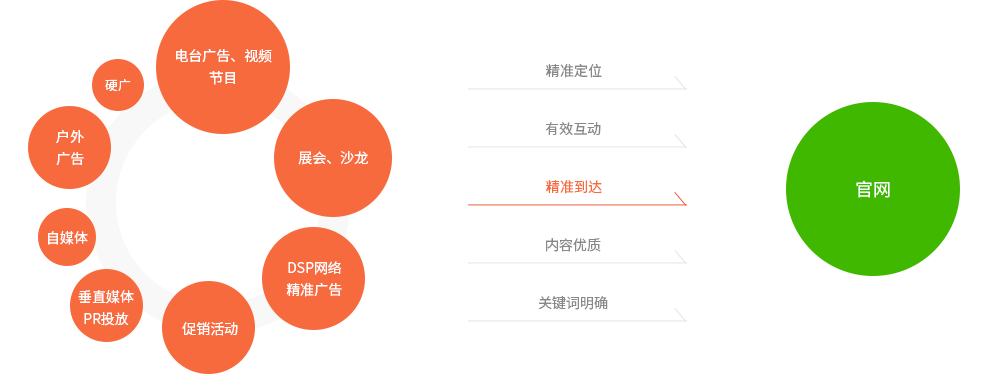 电台广告、视频
节目
硬广
户外
广告
展会、沙龙
自媒体
DSP网络
精准广告
垂直媒体
PR投放
促销活动
精准定位
有效互动
精准到达
内容优质
关键词明确
官网